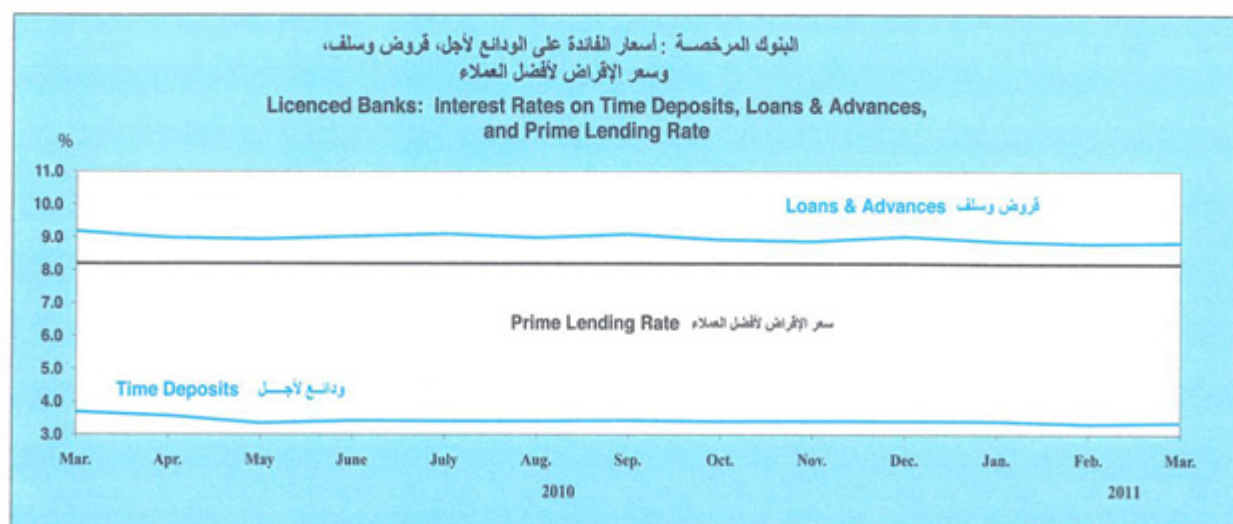 البنوك المرخصــة : أسعار الفائدة على الودائع لأجل، قروض وسلف،
وسعر الإقراض لأفضل العملاء
Licenced Banks: Interest Rates on Time Deposits, Loans & Advances,
and Prime Lending Rate
%
11.0
10.0
Loans & Advances قروض وسلف
9.0
8.0
7.0
Prime Lending Rate سعر الإقراض لأفضل العملاء
6.0
5.0
Time Deposits ودائــع لأجـــل
4.0
3.0
Mar. Apr. May June July Aug. Sep. Oct. Nov. Dec. Jan. Feb. Mar.
2010 2011